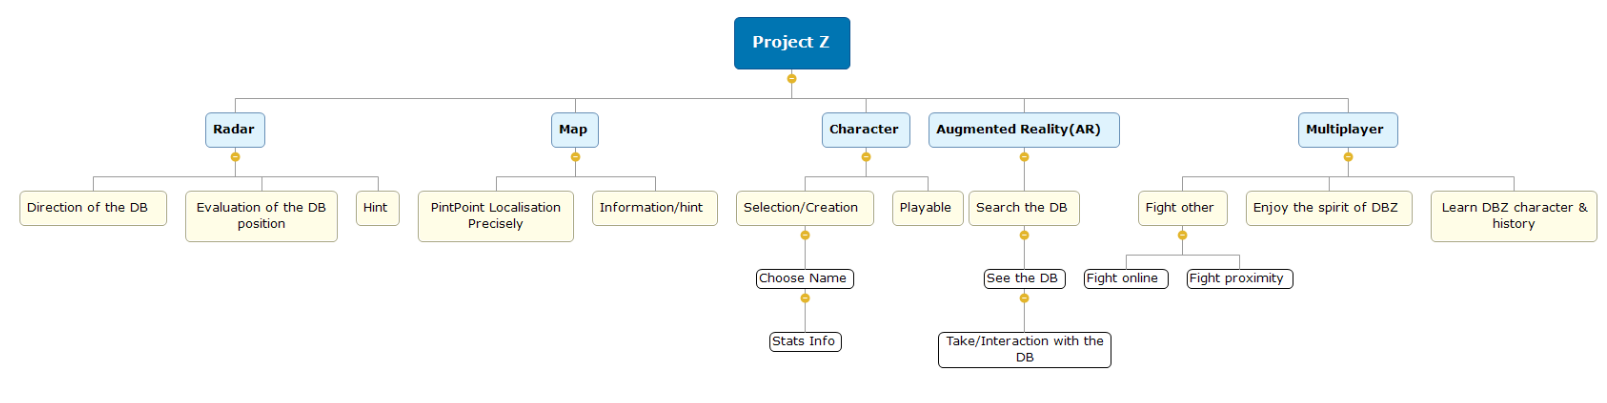 Project Z
Radar
Map
Character
Augmented Reality(AR)
Multiplayer
Direction of the DB
Evaluation of the DB
position
Hint
PintPoint Localisation
Precisely
Information/hint
Selection/Creation
Playable
Search the DB
Fight other
Enjoy the spirit of DBZ
Learn DBZ character &
history
Choose Name
See the DB
Fight online
Fight proximity
Stats Info
Take/Interaction with the
DB